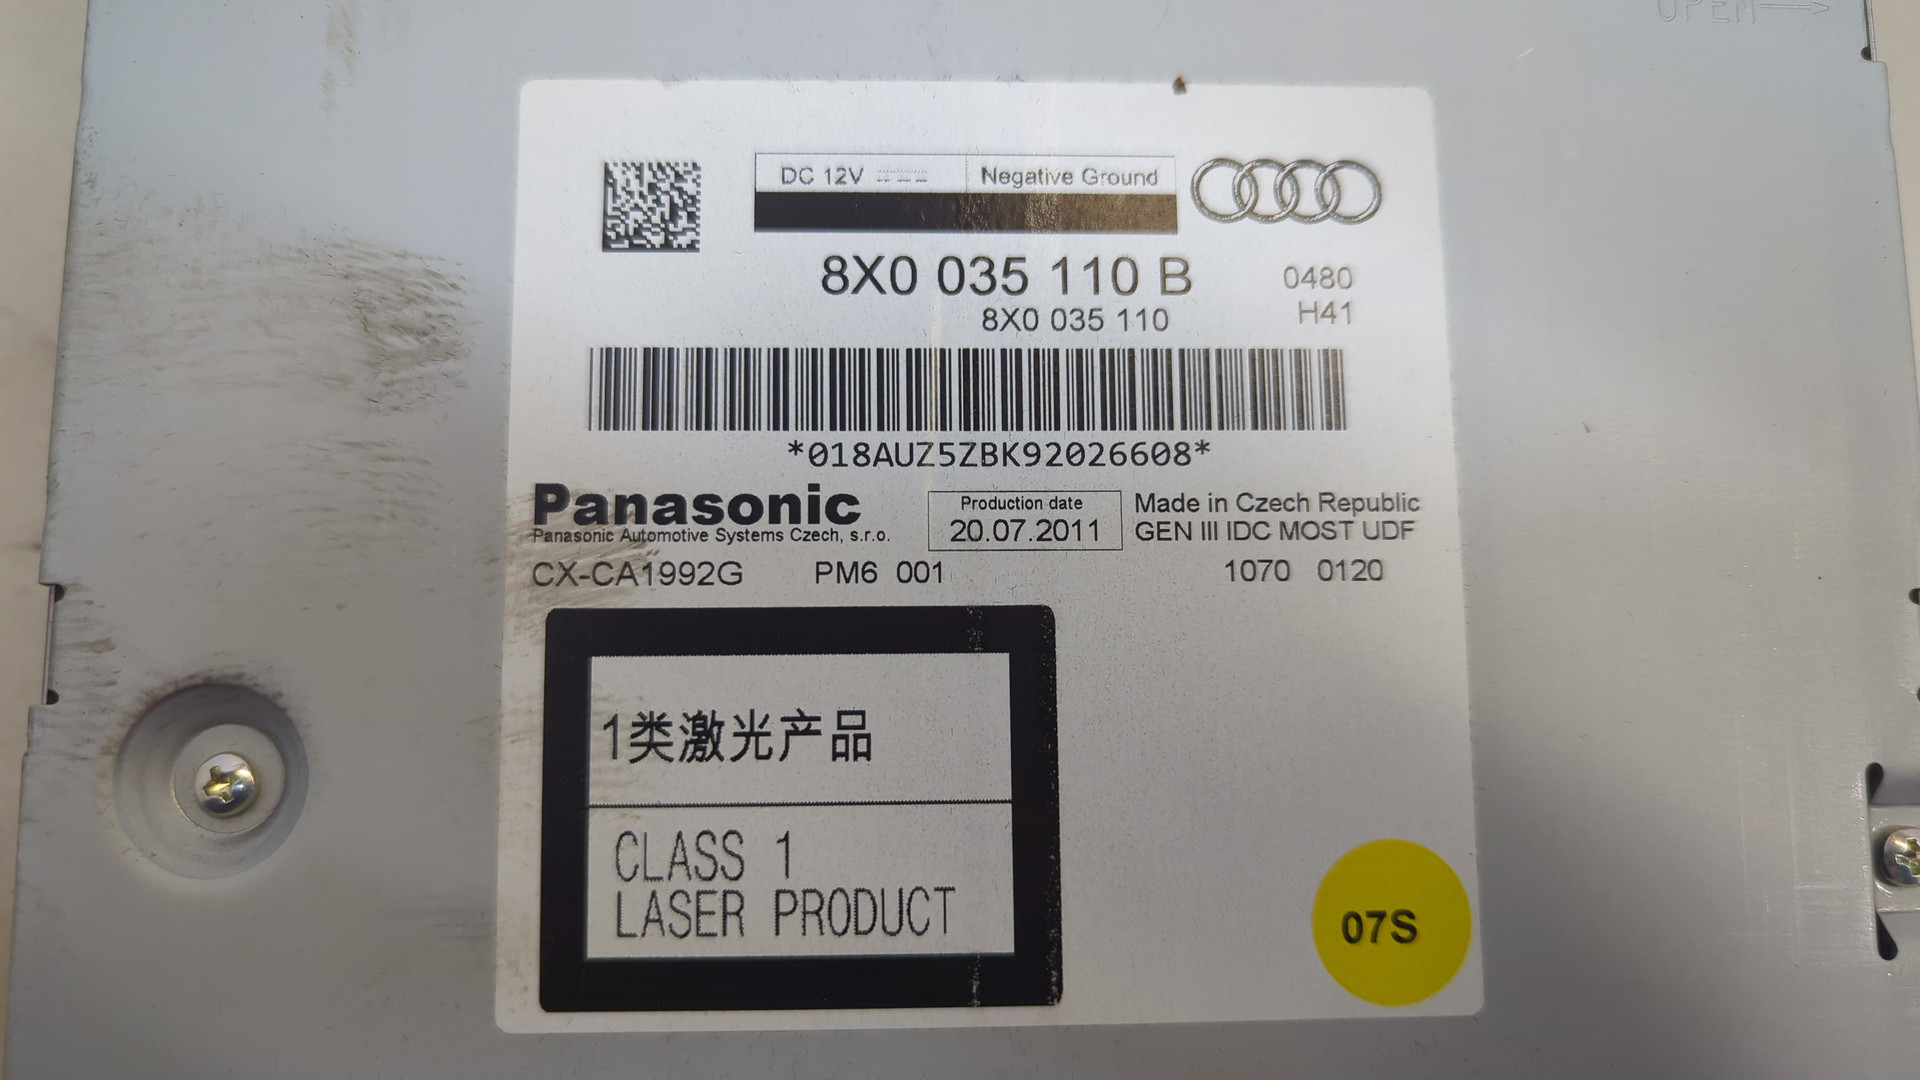 OPEN
DC 12V Negative Ground
8X0 035 110 B 0480
8X0 035 110 H41
*018AUZ5ZBK92026608*
Panasonic
Panasonic Automotive Systems Czech, s.r.o.
Production date
20.07.2011
Made in Czech Republic
GEN III IDC MOST UDF
CX-CA1992G PM6 001 1070 0120
1类激光产品
CLASS 1
LASER PRODUCT
07S